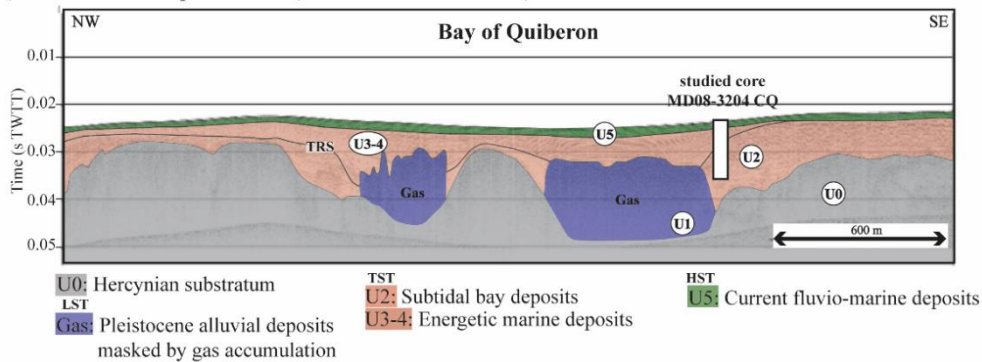 NW
SE
Bay of Quiberon
0.01
studied core
MD08-3204 CQ
0.02
Time (s TWTT)
U5
TRS
U3-4
0.03
U2
Gas
Gas
U0
0.04
U1
600 m
0.05
U0: Hercynian substratum
LST
Gas: Pleistocene alluvial deposits
masked by gas accumulation
TST
U2: Subtidal bay deposits
U3-4: Energetic marine deposits
HST
U5: Current fluvio-marine deposits